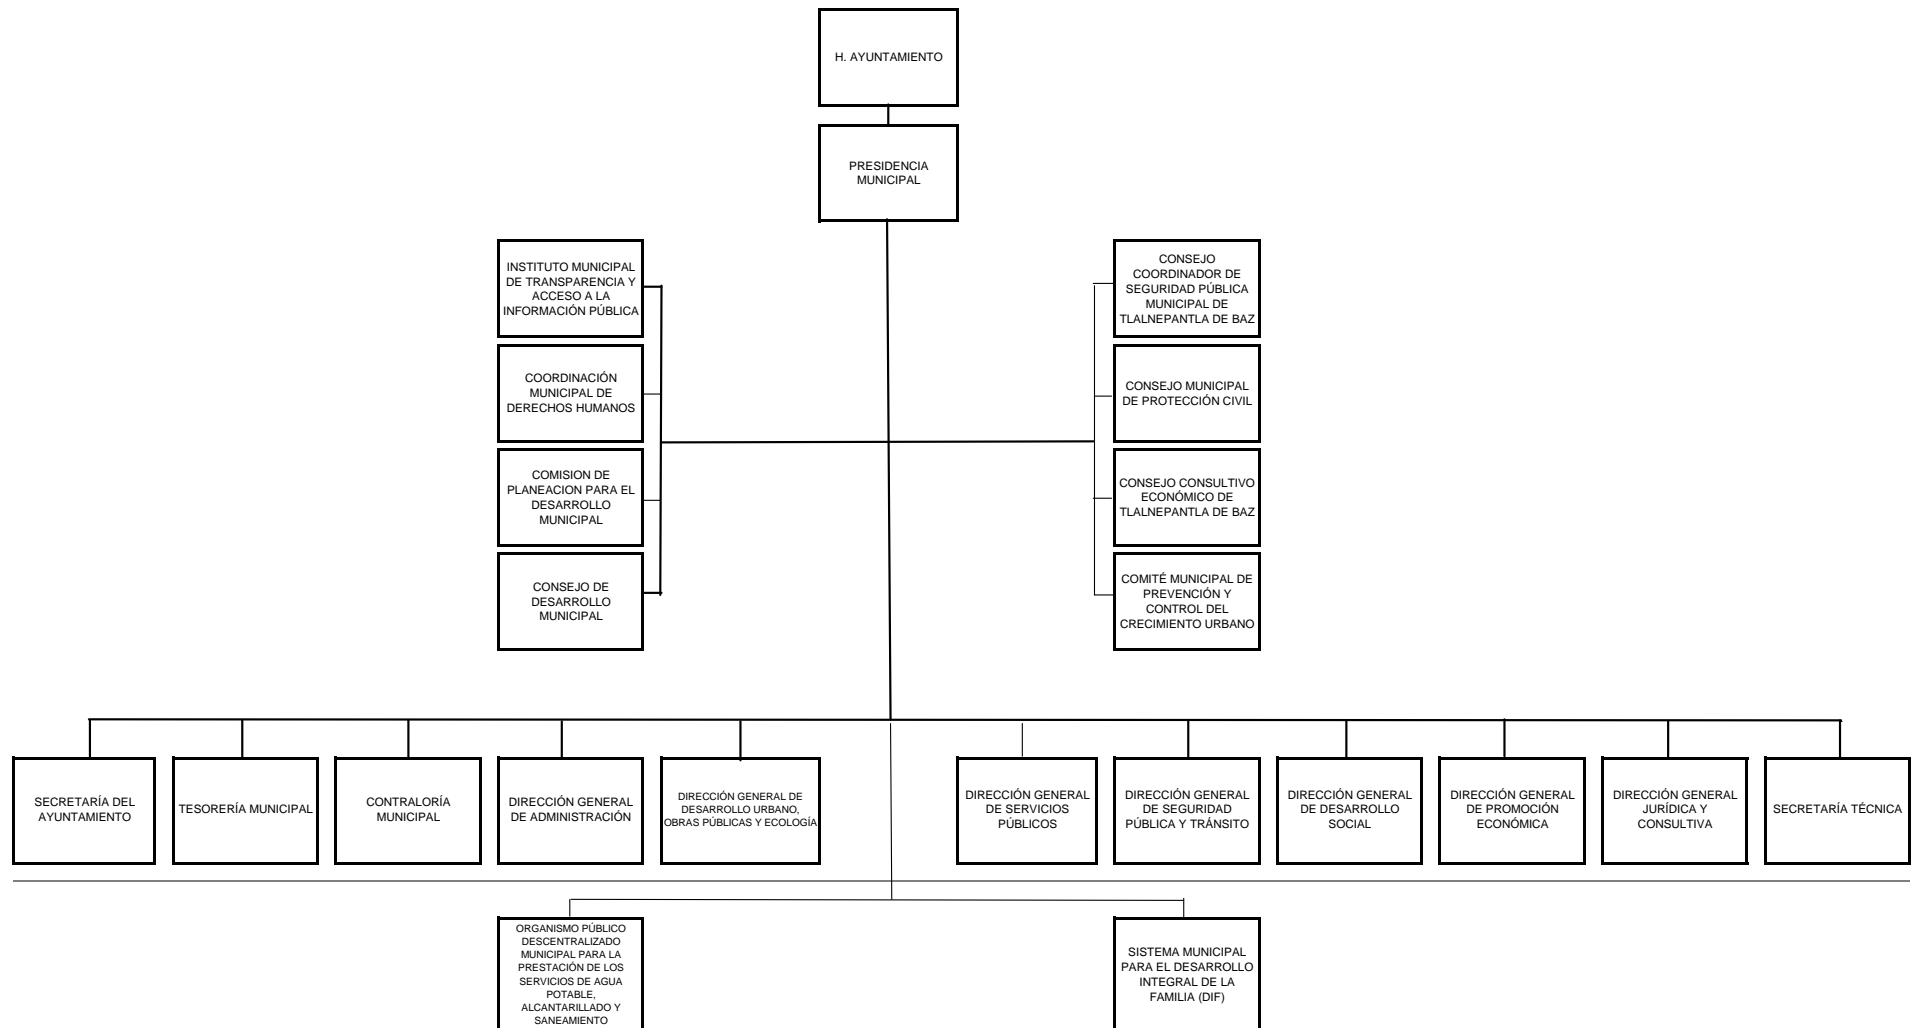 H. AYUNTAMIENTO
PRESIDENCIA
MUNICIPAL
INSTITUTO MUNICIPAL
DE TRANSPARENCIA Y
ACCESO A LA
INFORMACIÓN PÚBLICA
CONSEJO
COORDINADOR DE
SEGURIDAD PÚBLICA
MUNICIPAL DE
TLALNEPANTLA DE BAZ
COORDINACIÓN
MUNICIPAL DE
DERECHOS HUMANOS
CONSEJO MUNICIPAL
DE PROTECCIÓN CIVIL
COMISION DE
PLANEACION PARA EL
DESARROLLO
MUNICIPAL
CONSEJO CONSULTIVO
ECONÓMICO DE
TLALNEPANTLA DE BAZ
CONSEJO DE
DESARROLLO
MUNICIPAL
COMITÉ MUNICIPAL DE
PREVENCIÓN Y
CONTROL DEL
CRECIMIENTO URBANO
SECRETARÍA DEL
AYUNTAMIENTO
TESORERÍA MUNICIPAL
CONTRALORÍA
MUNICIPAL
DIRECCIÓN GENERAL
DE ADMINISTRACIÓN
DIRECCIÓN GENERAL DE
DESARROLLO URBANO,
OBRAS PÚBLICAS Y ECOLOGÍA
DIRECCIÓN GENERAL
DE SERVICIOS
PÚBLICOS
DIRECCIÓN GENERAL
DE SEGURIDAD
PÚBLICA Y TRÁNSITO
DIRECCIÓN GENERAL
DE DESARROLLO
SOCIAL
DIRECCIÓN GENERAL
DE PROMOCIÓN
ECONÓMICA
DIRECCIÓN GENERAL
JURÍDICA Y
CONSULTIVA
SECRETARÍA TÉCNICA
ORGANISMO PÚBLICO
DESCENTRALIZADO
MUNICIPAL PARA LA
PRESTACIÓN DE LOS
SERVICIOS DE AGUA
POTABLE,
ALCANTARILLADO Y
SANEAMIENTO
SISTEMA MUNICIPAL
PARA EL DESARROLLO
INTEGRAL DE LA
FAMILIA (DIF)